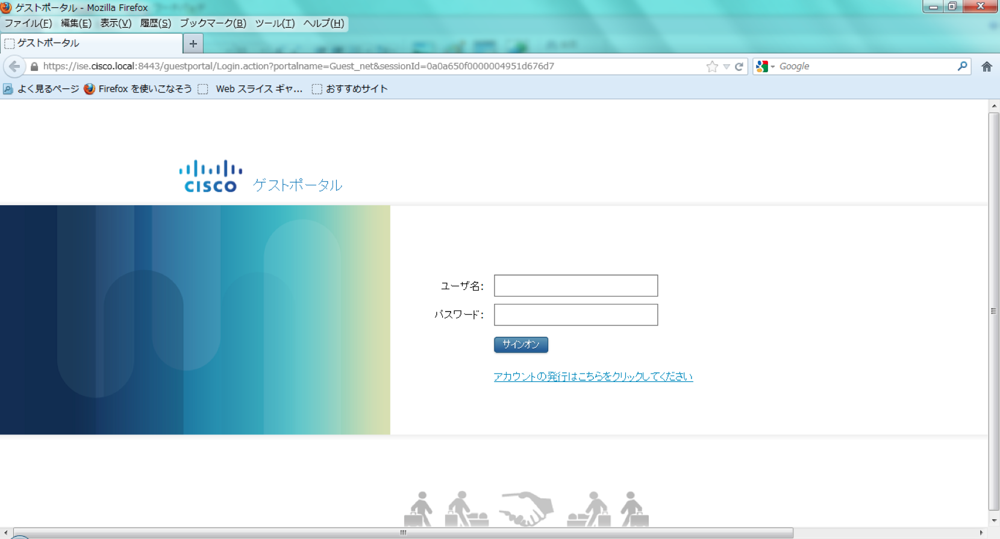 ゲストポータル - Mozilla Firefox
ファイル(F) 編集(E) 表示(V) 履歴(S) ブックマーク(B) ツール(T) ヘルプ(H)
ゲストポータル
https://ise.cisco.local:8443/guestportal/Login.action?portalname=Guest_net&sessionId=0a0a650f0000004951d676d7 Google
よく見るページ Firefox を使いこなそう Web スライス ギャ... おすすめサイト
CISCO ゲストポータル
ユーザ名:
パスワード:
サインオン
アカウントの発行はこちらをクリックしてください